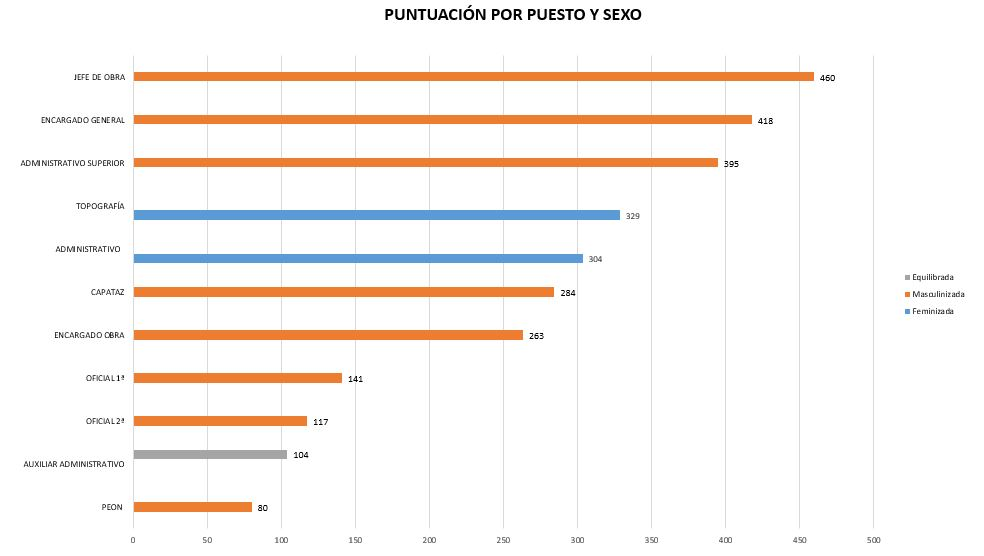 PUNTUACIÓN POR PUESTO Y SEXO
JEFE DE OBRA 460
ENCARGADO GENERAL 418
ADMINISTRATIVO SUPERIOR 395
TOPOGRAFÍA 329
ADMINISTRATIVO 304
CAPATAZ 284
ENCARGADO OBRA 263
OFICIAL 1ª 141
OFICIAL 2ª 117
AUXILIAR ADMINISTRATIVO 104
PEON 80
0 50 100 150 200 250 300 350 400 450 500
Equilibrada
Masculinizada
Feminizada